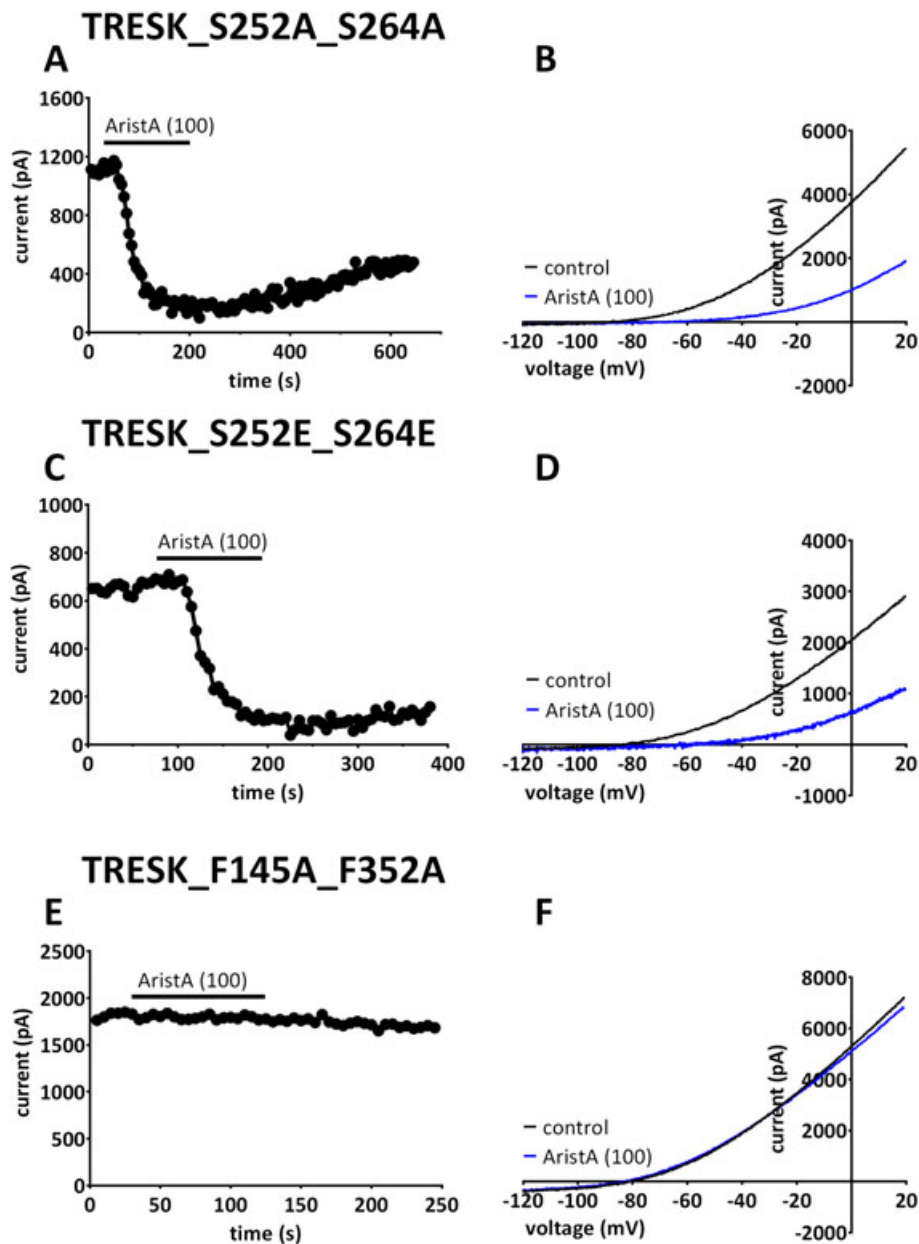 TRESK_S252A_S264A
A
B
1600
1200
800
400
0
current (pA)
AristA (100)
0 200 400 600
time (s)
6000
4000
2000
-2000
current (pA)
control
AristA (100)
-120 -100 -80 -60 -40 -20 20
voltage (mV)
TRESK_S252E_S264E
C
D
1000
800
600
400
200
0
current (pA)
AristA (100)
0 100 200 300 400
time (s)
4000
3000
2000
1000
-1000
current (pA)
control
AristA (100)
-120 -100 -80 -60 -40 -20 20
voltage (mV)
TRESK_F145A_F352A
E
F
2500
2000
1500
1000
500
0
current (pA)
AristA (100)
0 50 100 150 200 250
time (s)
8000
6000
4000
2000
-2000
current (pA)
control
AristA (100)
-120 -100 -80 -60 -40 -20 20
voltage (mV)